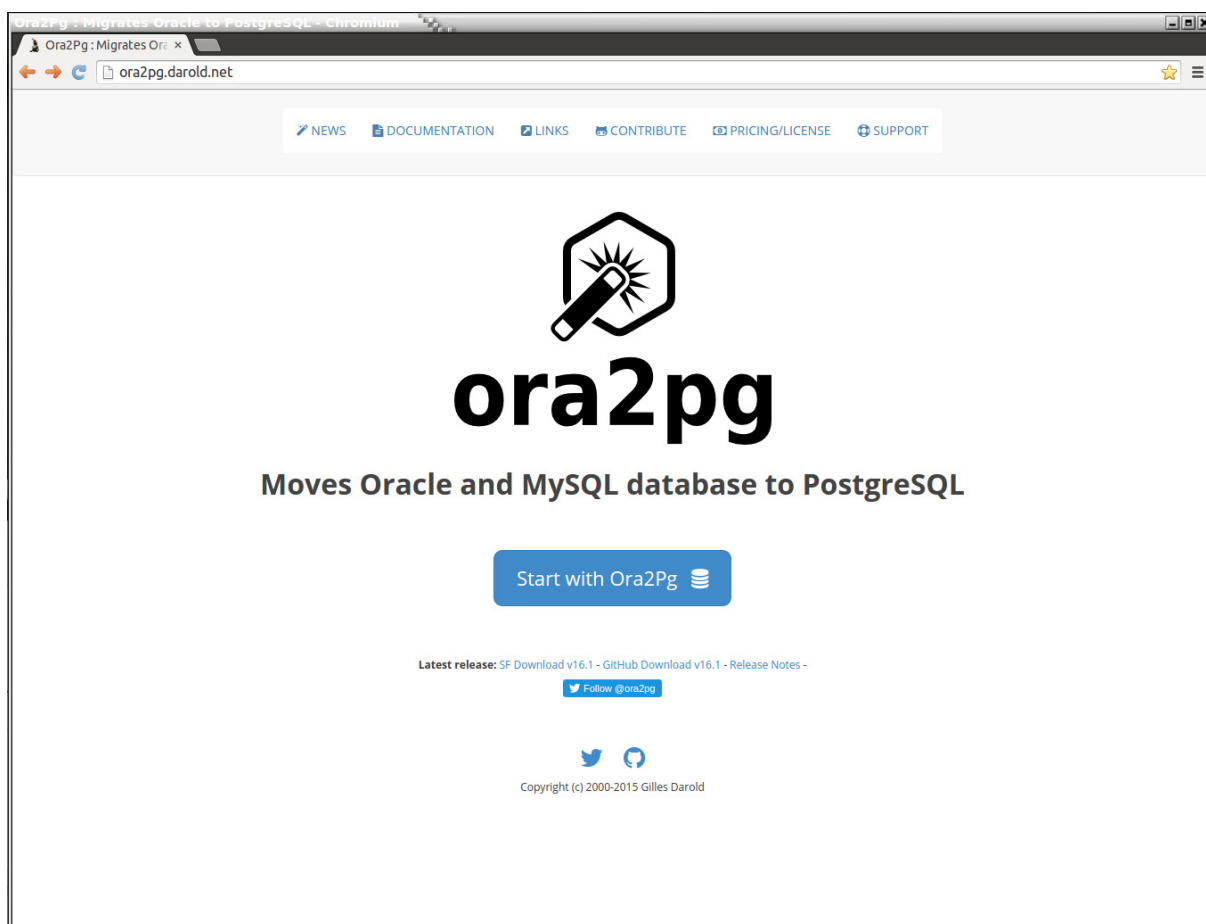 Ora2Pg : Migrates Oracle to PostgreSQL - Chromium
Ora2Pg : Migrates Ora
ora2pg.darold.net
NEWS DOCUMENTATION LINKS CONTRIBUTE PRICING/LICENSE SUPPORT
ora2pg
Moves Oracle and MySQL database to PostgreSQL
Start with Ora2Pg
Latest release: SF Download v16.1 - GitHub Download v16.1 - Release Notes -
Follow @ora2pg
Copyright (c) 2000-2015 Gilles Darold